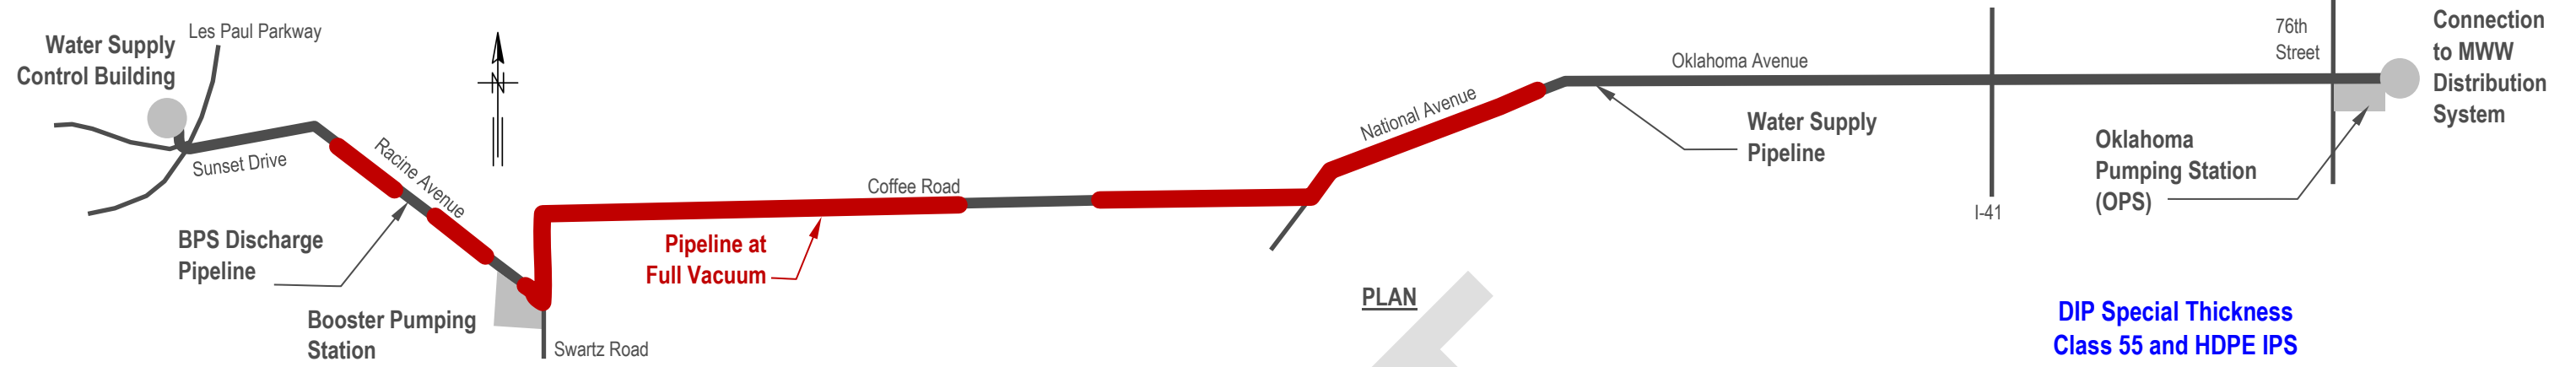 Water Supply
Control Building
Les Paul Parkway
Sunset Drive
Racine Avenue
BPS Discharge
Pipeline
Booster Pumping
Station
Swartz Road
N
Coffee Road
Pipeline at
Full Vacuum
National Avenue
PLAN
Oklahoma Avenue
Water Supply
Pipeline
I-41
76th
Street
Oklahoma
Pumping Station
(OPS)
Connection
to MWW
Distribution
System
DIP Special Thickness
Class 55 and HDPE IPS